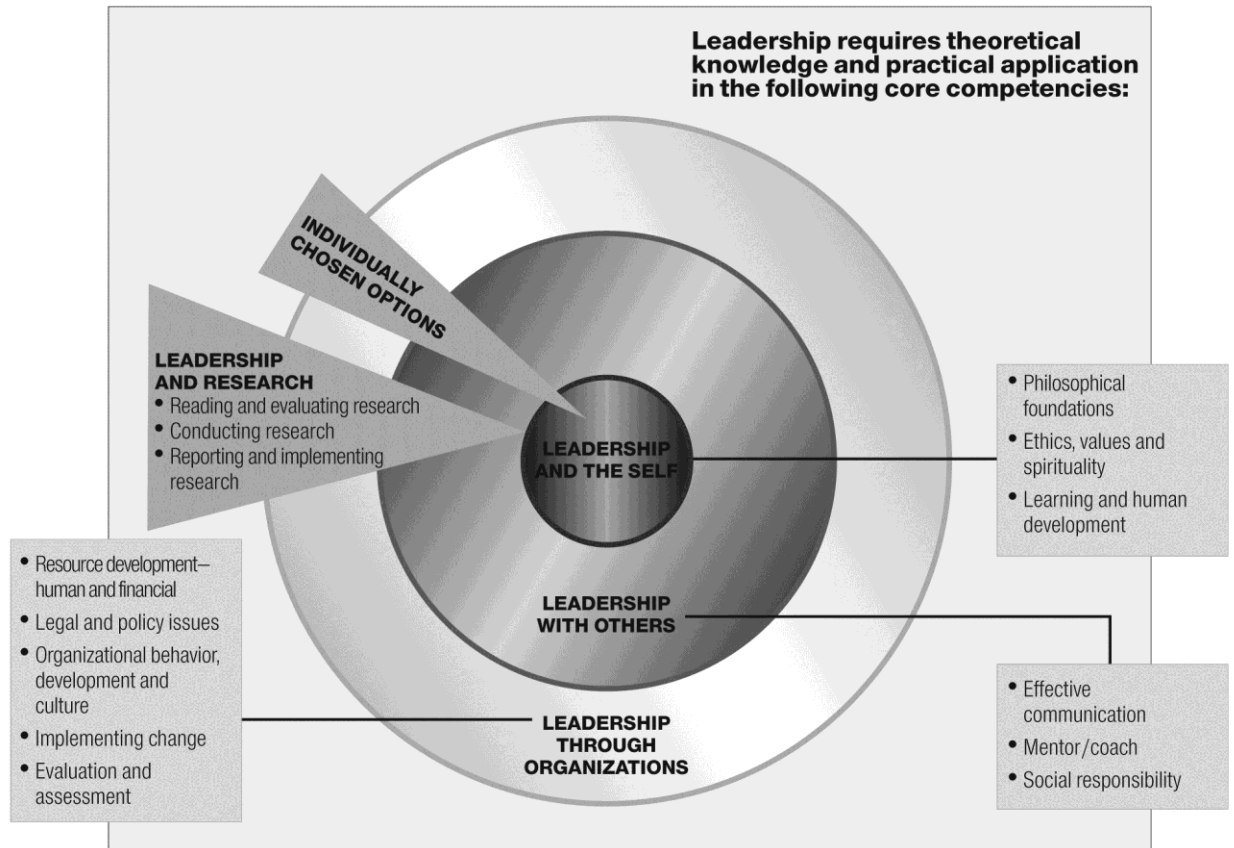 Leadership requires theoretical
knowledge and practical application
in the following core competencies:
INDIVIDUALLY
CHOSEN OPTIONS
LEADERSHIP
AND RESEARCH
• Reading and evaluating research
• Conducting research
• Reporting and implementing
research
LEADERSHIP
AND THE SELF
• Philosophical
foundations
• Ethics, values and
spirituality
• Learning and human
development
LEADERSHIP
WITH OTHERS
• Effective
communication
• Mentor/coach
• Social responsibility
LEADERSHIP
THROUGH
ORGANIZATIONS
• Resource development–
human and financial
• Legal and policy issues
• Organizational behavior,
development and
culture
• Implementing change
• Evaluation and
assessment